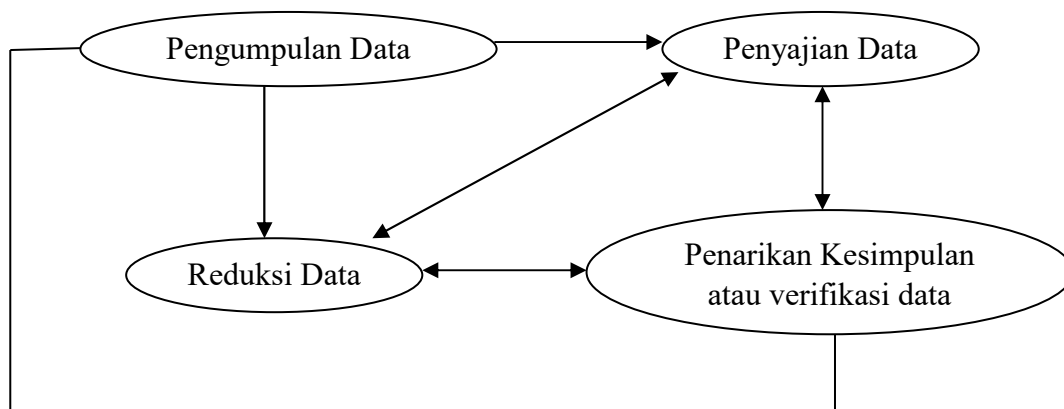 Pengumpulan Data
Penyajian Data
Reduksi Data
Penarikan Kesimpulan
atau verifikasi data